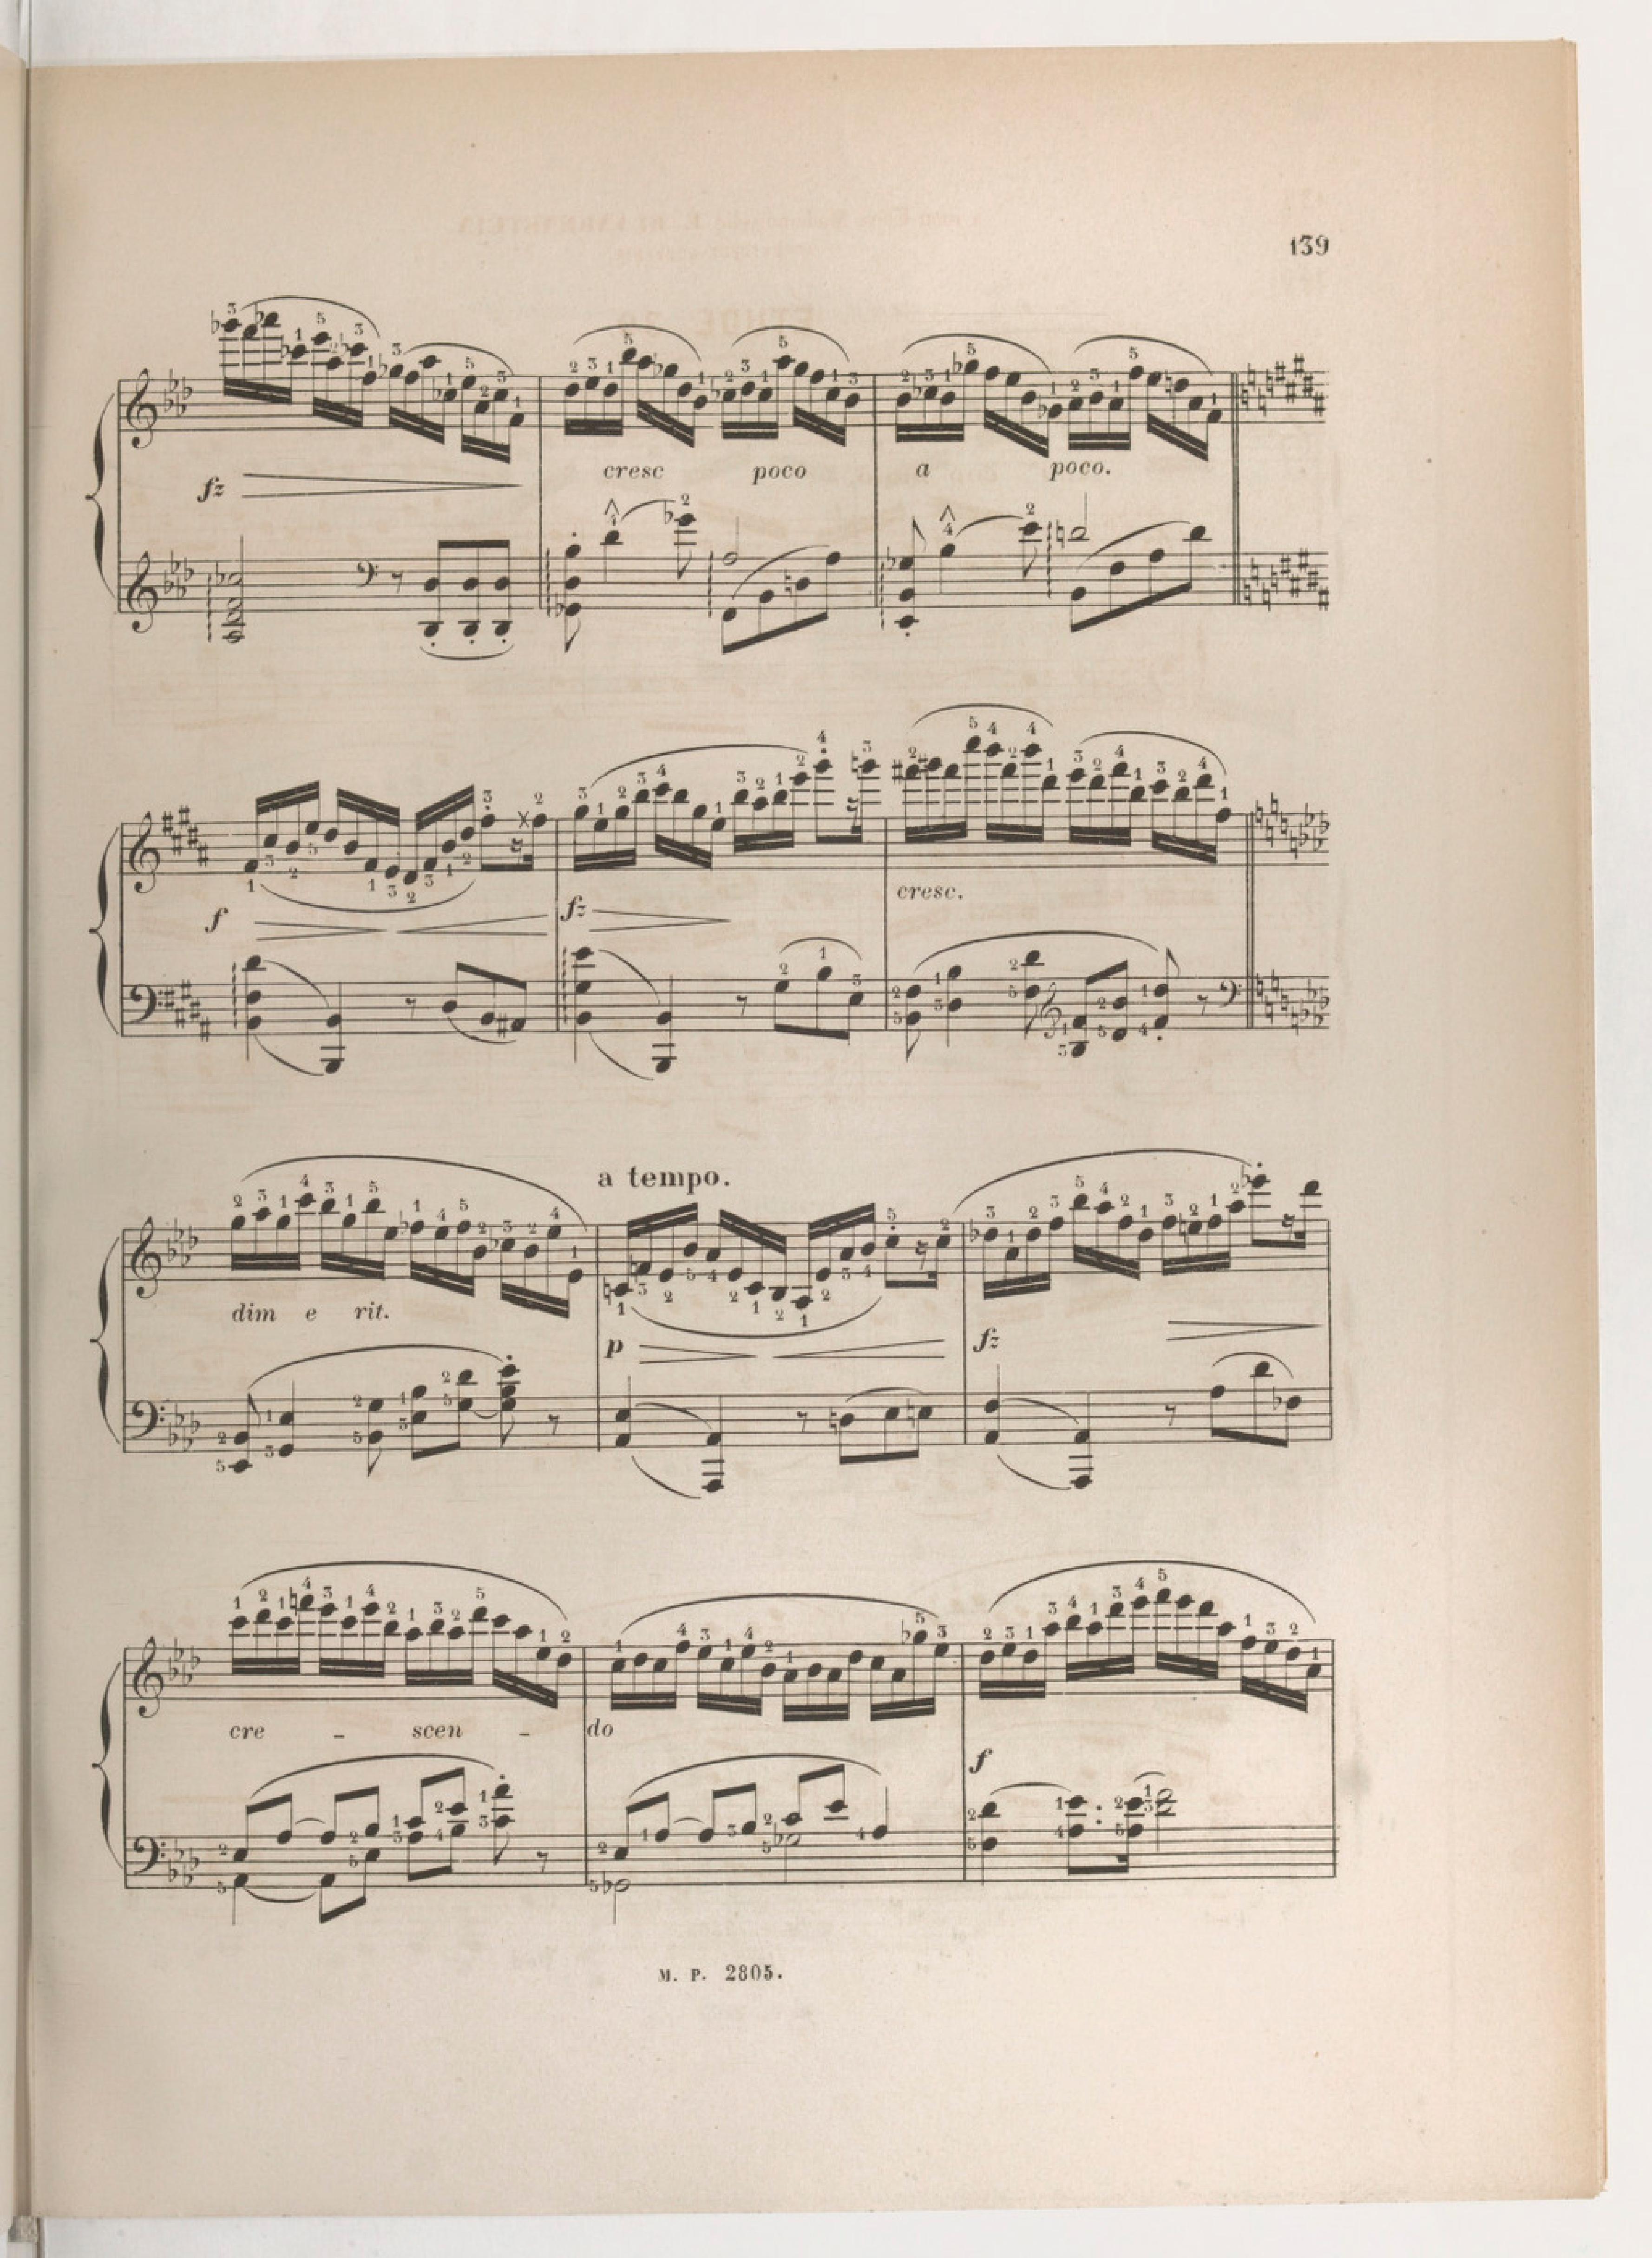 139
fz
cresc poco a poco.
f fz cresc.
a tempo.
dim e rit. p fz
cre - scen - do f
M. P. 2805.